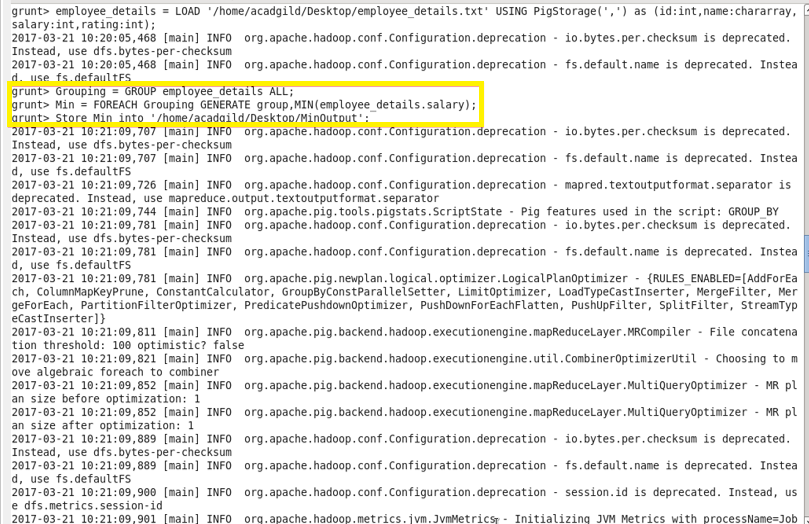 grunt> employee_details = LOAD '/home/acadgild/Desktop/employee_details.txt' USING PigStorage(',') as (id:int,name:chararray,
salary:int,rating:int);
2017-03-21 10:20:05,468 [main] INFO  org.apache.hadoop.conf.Configuration.deprecation - io.bytes.per.checksum is deprecated.
Instead, use dfs.bytes-per-checksum
2017-03-21 10:20:05,468 [main] INFO  org.apache.hadoop.conf.Configuration.deprecation - fs.default.name is deprecated. Instea
d, use fs.defaultFS
grunt> Grouping = GROUP employee_details ALL;
grunt> Min = FOREACH Grouping GENERATE group,MIN(employee_details.salary);
grunt> Store Min into '/home/acadgild/Desktop/MinOutput';
2017-03-21 10:21:09,707 [main] INFO  org.apache.hadoop.conf.Configuration.deprecation - io.bytes.per.checksum is deprecated.
Instead, use dfs.bytes-per-checksum
2017-03-21 10:21:09,707 [main] INFO  org.apache.hadoop.conf.Configuration.deprecation - fs.default.name is deprecated. Instea
d, use fs.defaultFS
2017-03-21 10:21:09,726 [main] INFO  org.apache.hadoop.conf.Configuration.deprecation - mapred.textoutputformat.separator is
deprecated. Instead, use mapreduce.output.textoutputformat.separator
2017-03-21 10:21:09,744 [main] INFO  org.apache.pig.tools.pigstats.ScriptState - Pig features used in the script: GROUP_BY
2017-03-21 10:21:09,781 [main] INFO  org.apache.hadoop.conf.Configuration.deprecation - io.bytes.per.checksum is deprecated.
Instead, use dfs.bytes-per-checksum
2017-03-21 10:21:09,781 [main] INFO  org.apache.hadoop.conf.Configuration.deprecation - fs.default.name is deprecated. Instea
d, use fs.defaultFS
2017-03-21 10:21:09,781 [main] INFO  org.apache.pig.newplan.logical.optimizer.LogicalPlanOptimizer - {RULES_ENABLED=[AddForEa
ch, ColumnMapKeyPrune, ConstantCalculator, GroupByConstParallelSetter, LimitOptimizer, LoadTypeCastInserter, MergeFilter, Mer
geForEach, PartitionFilterOptimizer, PredicatePushdownOptimizer, PushDownForEachFlatten, PushUpFilter, SplitFilter, StreamTyp
eCastInserter]}
2017-03-21 10:21:09,811 [main] INFO  org.apache.pig.backend.hadoop.executionengine.mapReduceLayer.MRCompiler - File concatena
tion threshold: 100 optimistic? false
2017-03-21 10:21:09,821 [main] INFO  org.apache.pig.backend.hadoop.executionengine.util.CombinerOptimizerUtil - Choosing to m
ove algebraic foreach to combiner
2017-03-21 10:21:09,852 [main] INFO  org.apache.pig.backend.hadoop.executionengine.mapReduceLayer.MultiQueryOptimizer - MR pl
an size before optimization: 1
2017-03-21 10:21:09,852 [main] INFO  org.apache.pig.backend.hadoop.executionengine.mapReduceLayer.MultiQueryOptimizer - MR pl
an size after optimization: 1
2017-03-21 10:21:09,889 [main] INFO  org.apache.hadoop.conf.Configuration.deprecation - io.bytes.per.checksum is deprecated.
Instead, use dfs.bytes-per-checksum
2017-03-21 10:21:09,889 [main] INFO  org.apache.hadoop.conf.Configuration.deprecation - fs.default.name is deprecated. Instea
d, use fs.defaultFS
2017-03-21 10:21:09,900 [main] INFO  org.apache.hadoop.conf.Configuration.deprecation - session.id is deprecated. Instead, us
e dfs.metrics.session-id
2017-03-21 10:21:09,901 [main] INFO  org.apache.hadoop.metrics.jvm.JvmMetrics - Initializing JVM Metrics with processName=Job